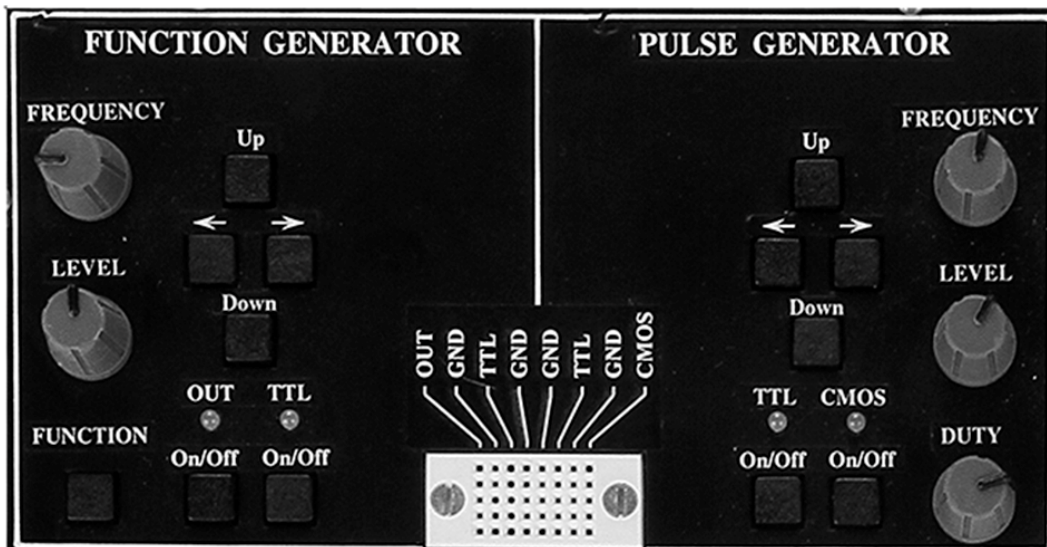 FUNCTION GENERATOR
FREQUENCY
Up
LEVEL
Down
OUT TTL
FUNCTION
On/Off On/Off
OUT
GND
TTL
GND
GND
TTL
GND
CMOS
PULSE GENERATOR
FREQUENCY
Up
LEVEL
Down
TTL CMOS
DUTY
On/Off On/Off